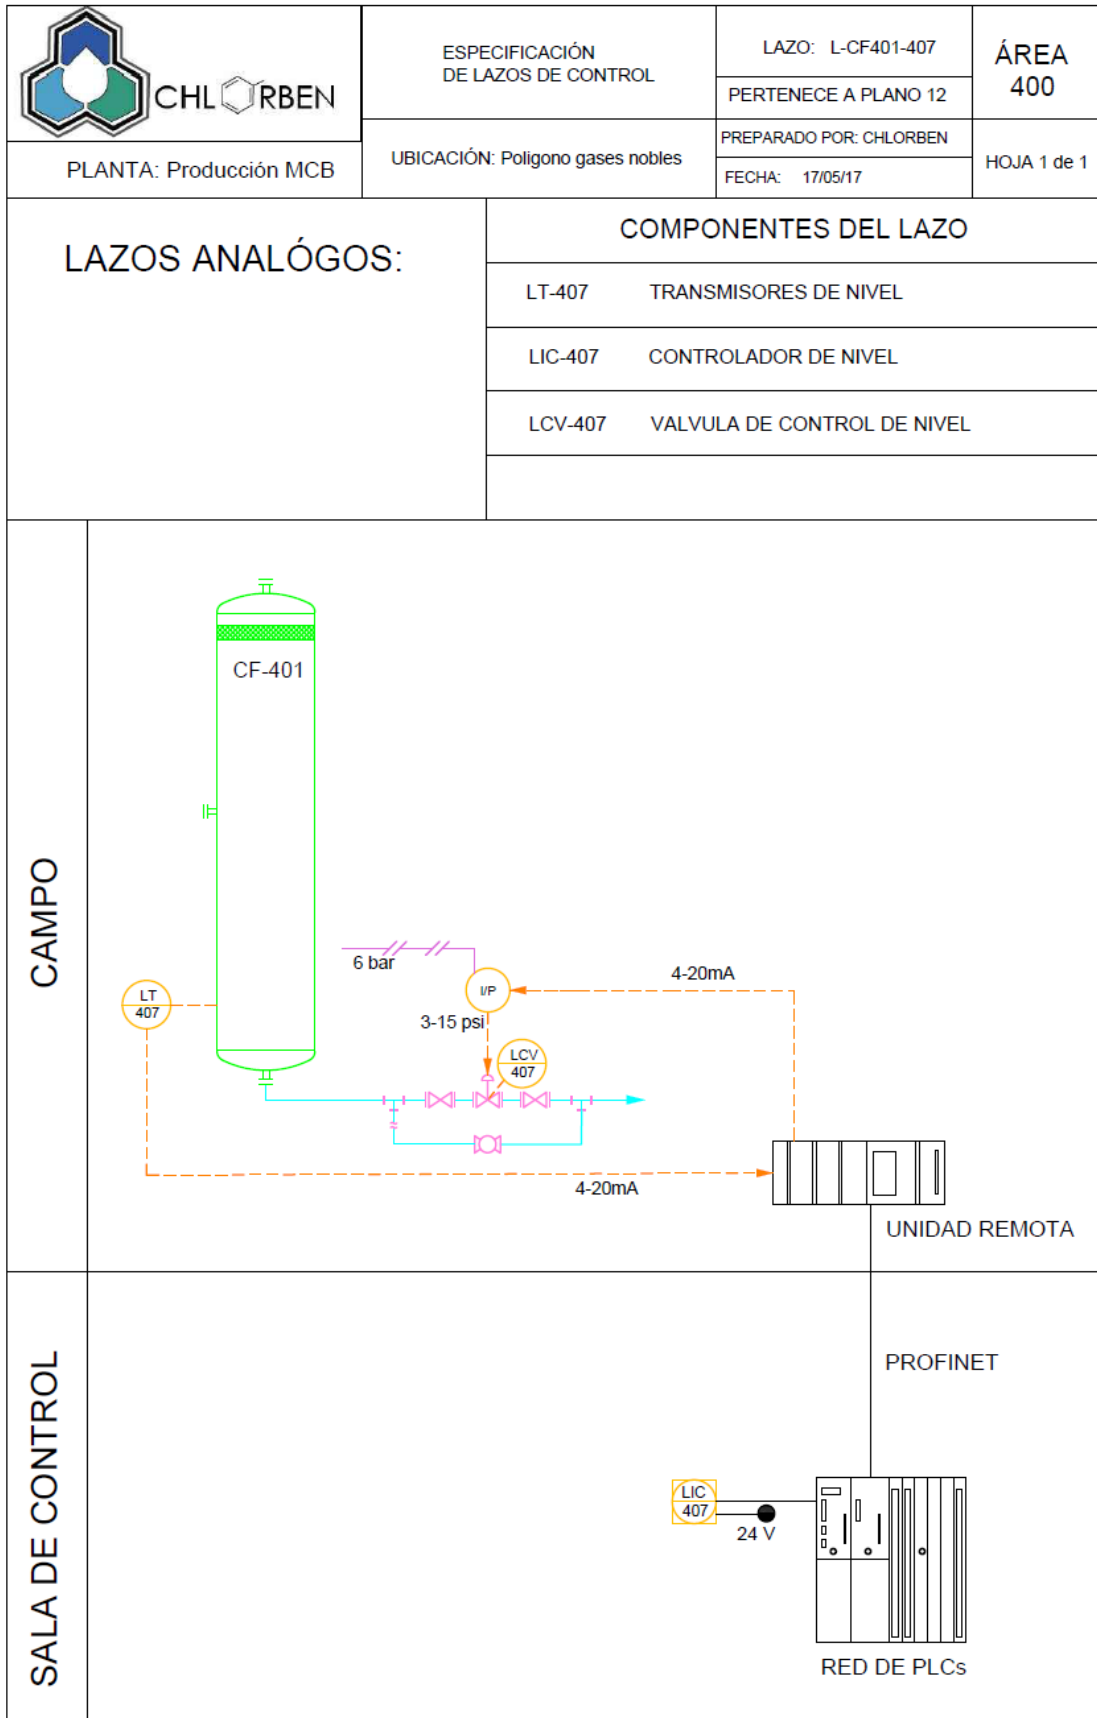 CHLORBEN
PLANTA: Producción MCB
ESPECIFICACIÓN
DE LAZOS DE CONTROL
UBICACIÓN: Poligono gases nobles
LAZO: L-CF401-407
PERTENECE A PLANO 12
PREPARADO POR: CHLORBEN
FECHA: 17/05/17
ÁREA
400
HOJA 1 de 1
LAZOS ANALÓGOS:
COMPONENTES DEL LAZO
LT-407 TRANSMISORES DE NIVEL
LIC-407 CONTROLADOR DE NIVEL
LCV-407 VALVULA DE CONTROL DE NIVEL
CAMPO
CF-401
6 bar
I/P
4-20mA
LT
407
3-15 psi
LCV
407
4-20mA
UNIDAD REMOTA
SALA DE CONTROL
PROFINET
LIC
407
24 V
RED DE PLCs